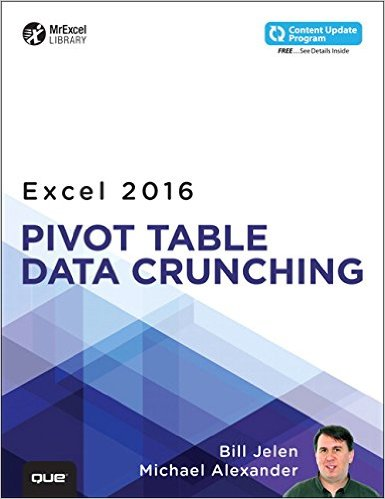 MrExcel
LIBRARY
Content Update
Program
FREE...See Details Inside
Excel 2016
PIVOT TABLE
DATA CRUNCHING
Bill Jelen
Michael Alexander
QUE®